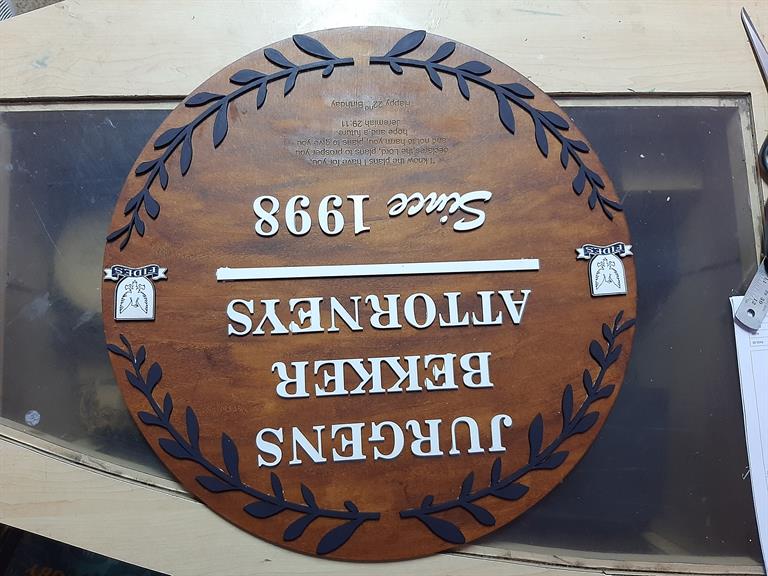 JURGENS
BEKKER
ATTORNEYS
Since 1998
"I know the plans I have for you,
declares the Lord, plans to prosper you
and not to harm you, plans to give you
hope and a future
Jeremiah 29:11
Happy 22nd Birthday
FIDES
FIDES